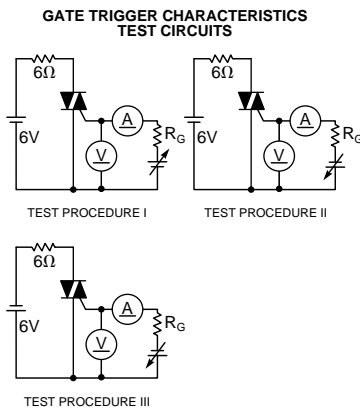 GATE TRIGGER CHARACTERISTICS
TEST CIRCUITS
6Ω
6V
A
V
RG
TEST PROCEDURE I
6Ω
6V
A
V
RG
TEST PROCEDURE II
6Ω
6V
A
V
RG
TEST PROCEDURE III